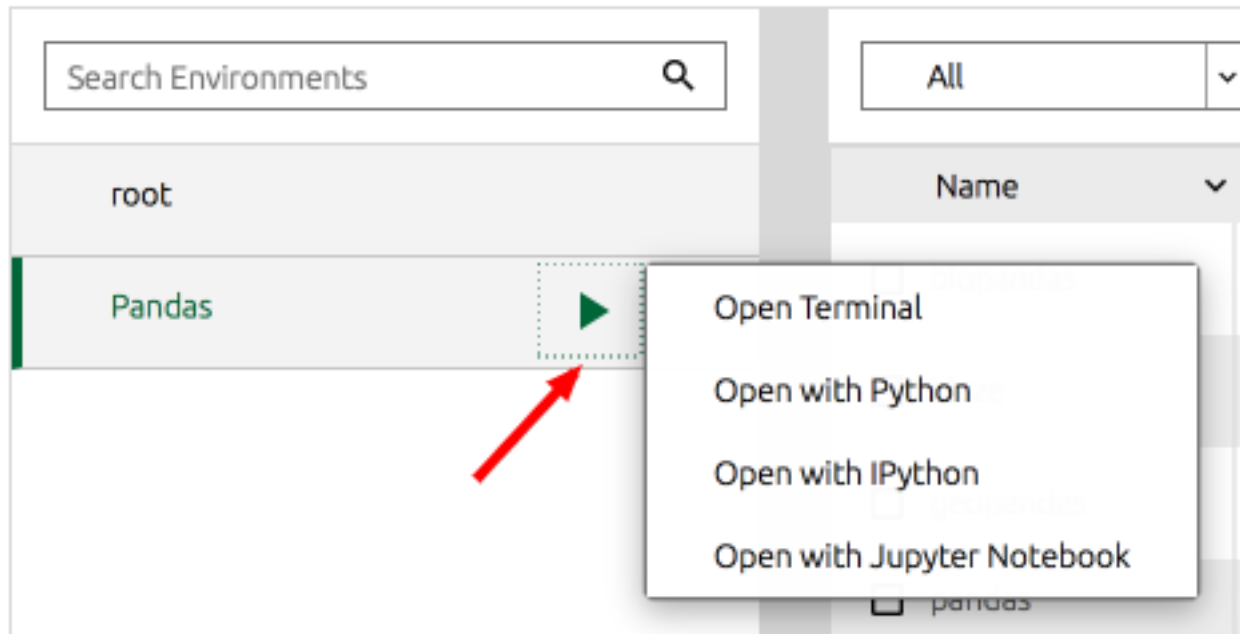 Search Environments
All
root
Name
Pandas
Open Terminal
Open with Python
Open with IPython
geopandas
Open with Jupyter Notebook
pandas